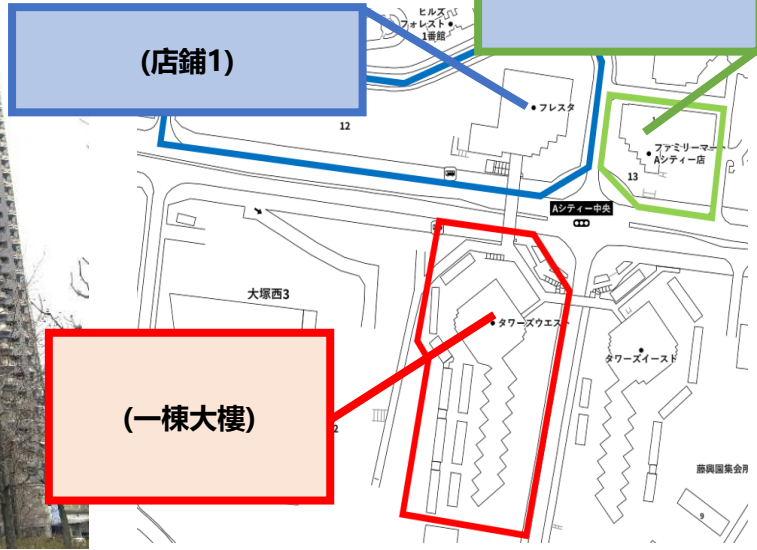 ヒルズ
フォレスト
1番館
(店鋪1)
フレスタ
12
ファミリーマート
Aシティー店
13
Aシティー中央
大塚西3
タワーズウエスト
タワーズイースト
(一棟大樓)
2
藤興園集会所
9